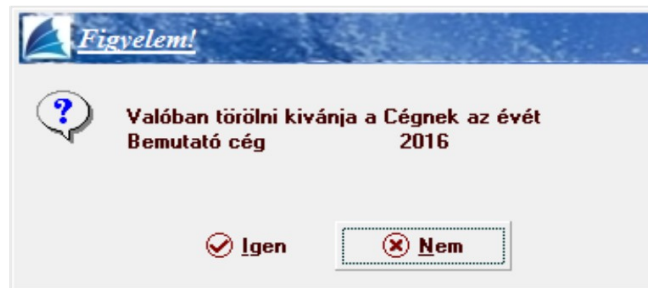 Figyelem!
Valóban törölni kivánja a Cégnek az évét
Bemutató cég 2016
Igen Nem